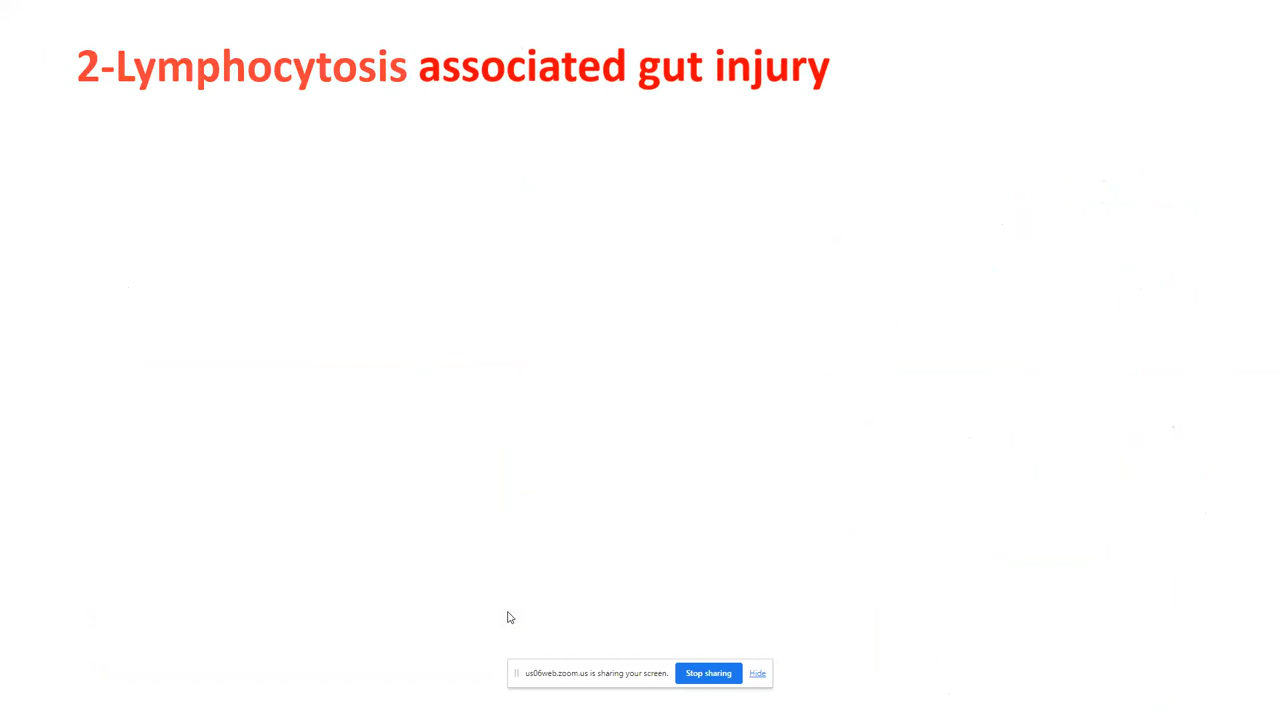 2-Lymphocytosis associated gut injury
us06web.zoom.us is sharing your screen. Stop sharing Hide